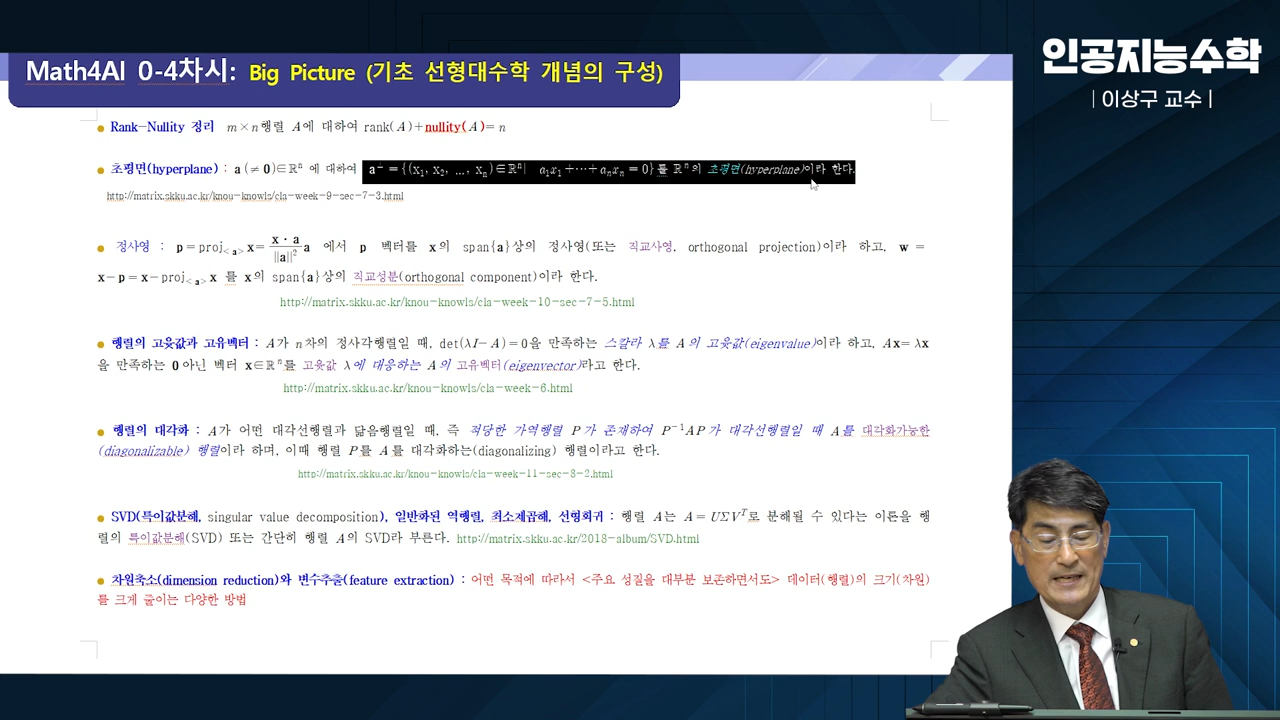 Math4AI 0-4차시: Big Picture (기초 선형대수학 개념의 구성)
인공지능수학
| 이상구 교수 |
● Rank-Nullity 정리 m×n행렬 A에 대하여 rank(A)+nullity(A)= n
● 초평면(hyperplane) : a (≠0)∈ℝⁿ 에 대하여 a^⊥={(x₁, x₂, ..., xₙ)∈ℝⁿ| a₁x₁+⋯+aₙxₙ=0}를 ℝⁿ의 초평면(hyperplane)이라 한다.
http://matrix.skku.ac.kr/knou-knowls/cla-week-9-sec-7-3.html
● 정사영 : p=proj_<a>x= x·a/||a||² a 에서 p 벡터를 x의 span{a}상의 정사영(또는 직교사영, orthogonal projection)이라 하고, w =
x-p=x-proj_<a>x 를 x의 span{a}상의 직교성분(orthogonal component)이라 한다.
http://matrix.skku.ac.kr/knou-knowls/cla-week-10-sec-7-5.html
● 행렬의 고윳값과 고유벡터 : A가 n차의 정사각행렬일 때, det(λI-A)=0을 만족하는 스칼라 λ를 A의 고윳값(eigenvalue)이라 하고, Ax=λx
을 만족하는 0아닌 벡터 x∈ℝⁿ를 고윳값 λ에 대응하는 A의 고유벡터(eigenvector)라고 한다.
http://matrix.skku.ac.kr/knou-knowls/cla-week-6.html
● 행렬의 대각화 : A가 어떤 대각선행렬과 닮음행렬일 때, 즉 적당한 가역행렬 P가 존재하여 P⁻¹AP가 대각선행렬일 때 A를 대각화가능한
(diagonalizable) 행렬이라 하며, 이때 행렬 P를 A를 대각화하는(diagonalizing) 행렬이라고 한다.
http://matrix.skku.ac.kr/knou-knowls/cla-week-11-sec-8-2.html
● SVD(특이값분해, singular value decomposition), 일반화된 역행렬, 최소제곱해, 선형회귀 : 행렬 A는 A=UΣVᵀ로 분해될 수 있다는 이론을 행
렬의 특이값분해(SVD) 또는 간단히 행렬 A의 SVD라 부른다. http://matrix.skku.ac.kr/2018-album/SVD.html
● 차원축소(dimension reduction)와 변수추출(feature extraction) : 어떤 목적에 따라서 <주요 성질을 대부분 보존하면서도> 데이터(행렬)의 크기(차원)
를 크게 줄이는 다양한 방법